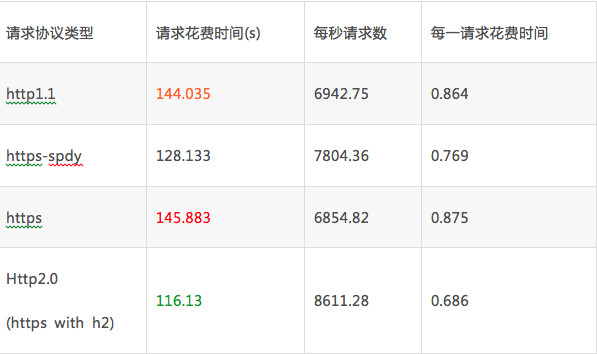 请求协议类型 请求花费时间(s) 每秒请求数 每一请求花费时间
http1.1 144.035 6942.75 0.864
https-spdy 128.133 7804.36 0.769
https 145.883 6854.82 0.875
Http2.0
(https with h2) 116.13 8611.28 0.686